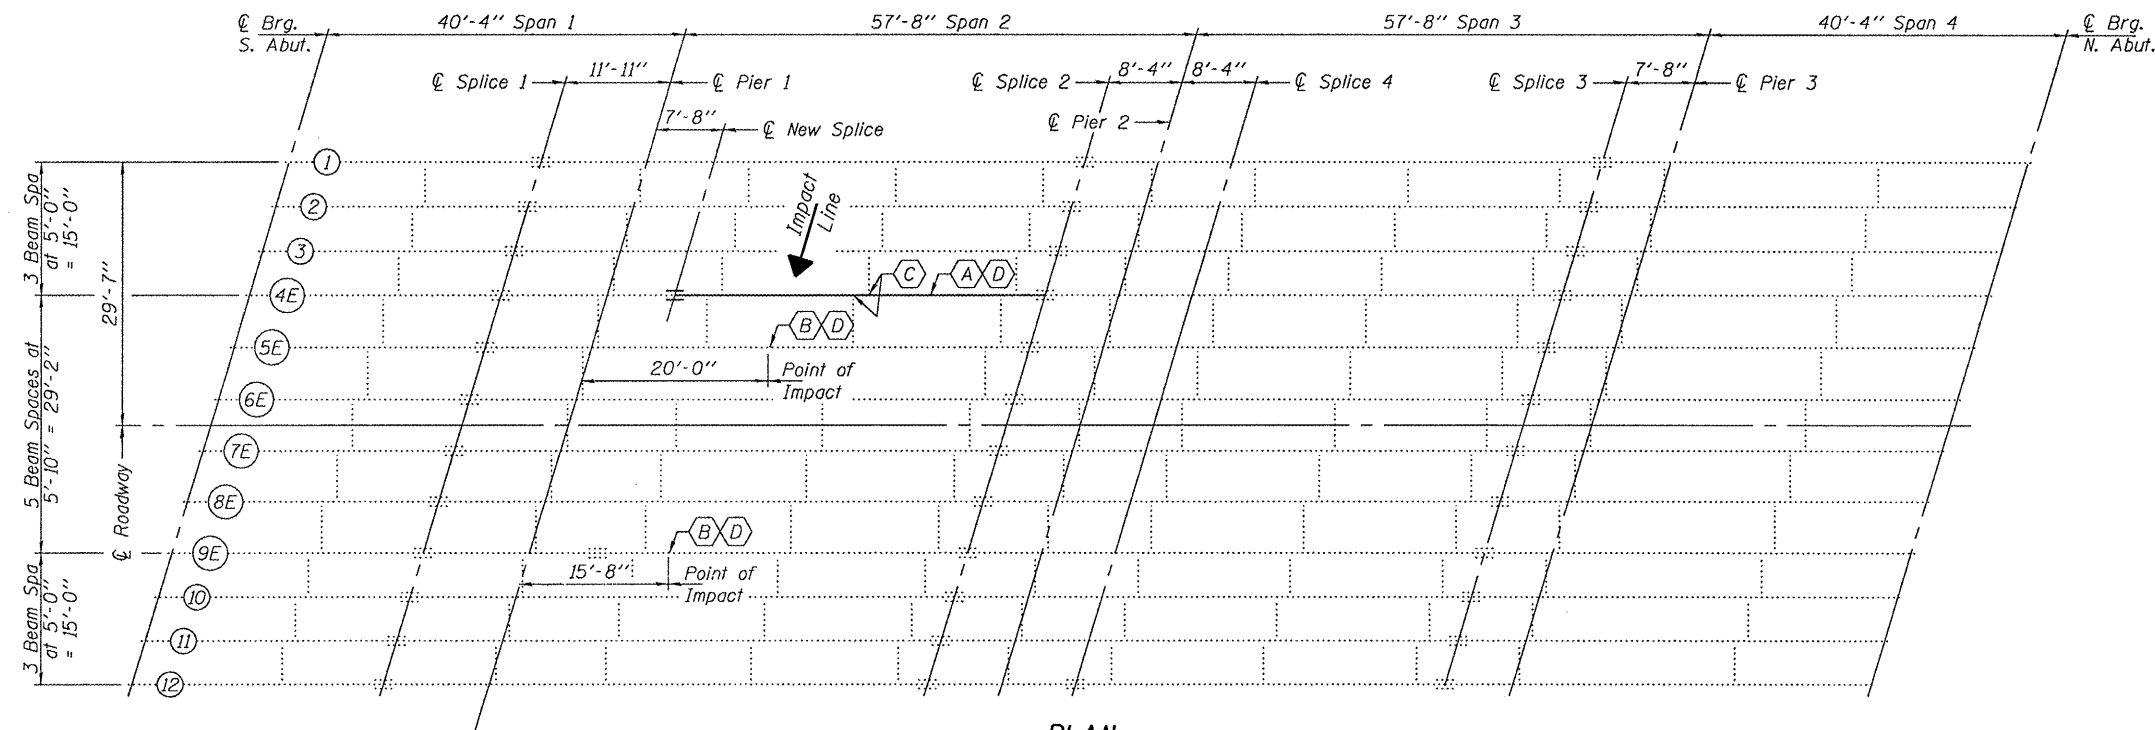 ℄ Brg.
S. Abut.
40'-4" Span 1
57'-8" Span 2
57'-8" Span 3
40'-4" Span 4
℄ Brg.
N. Abut.
℄ Splice 1
11'-11"
℄ Pier 1
℄ Splice 2
8'-4"
8'-4"
℄ Splice 4
℄ Splice 3
7'-8"
℄ Pier 3
7'-8"
℄ New Splice
℄ Pier 2
3 Beam Spa
at 5'-0"
= 15'-0"
29'-7"
5 Beam Spaces at
5'-10" = 29'-2"
℄ Roadway
3 Beam Spa
at 5'-0"
= 15'-0"
1
2
3
4E
5E
6E
7E
8E
9E
10
11
12
Impact
Line
C
A D
B D
20'-0"
Point of
Impact
B D
15'-8"
Point of
Impact
PLAN